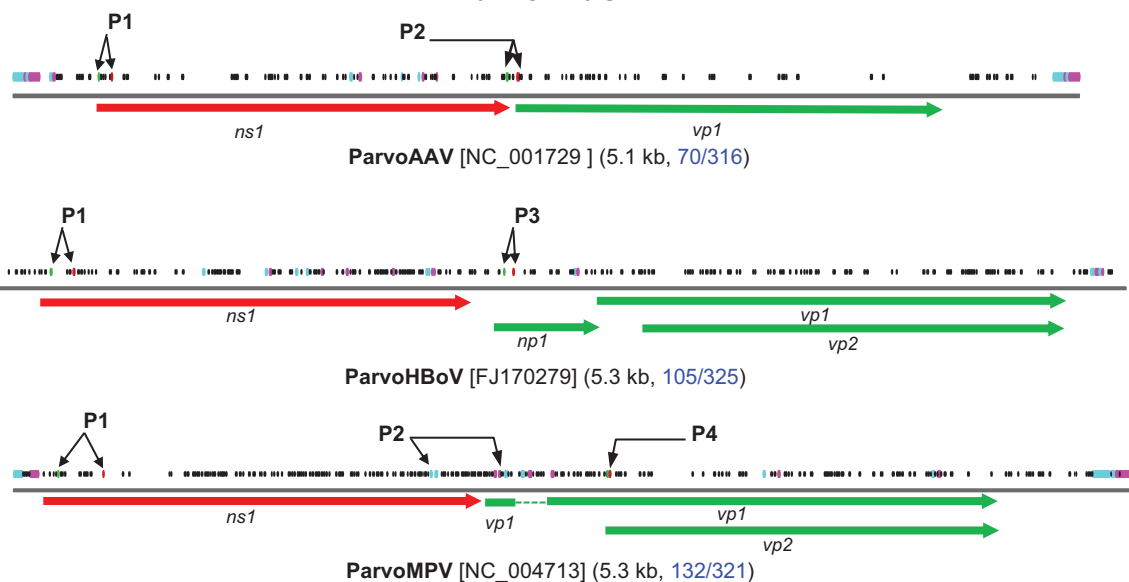 P1 P2
ns1 vp1
ParvoAAV [NC_001729 ] (5.1 kb, 70/316)
P1 P3
ns1 vp1
np1 vp2
ParvoHBoV [FJ170279] (5.3 kb, 105/325)
P1 P2 P4
ns1 vp1 vp1
vp2
ParvoMPV [NC_004713] (5.3 kb, 132/321)